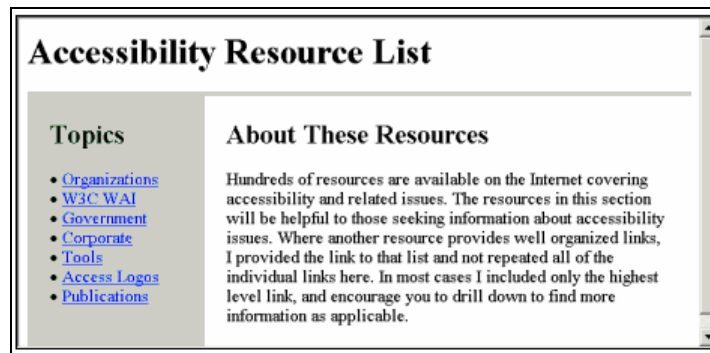 Accessibility Resource List
Topics
• Organizations
• W3C WAI
• Government
• Corporate
• Tools
• Access Logos
• Publications
About These Resources
Hundreds of resources are available on the Internet covering
accessibility and related issues. The resources in this section
will be helpful to those seeking information about accessibility
issues. Where another resource provides well organized links,
I provided the link to that list and not repeated all of the
individual links here. In most cases I included only the highest
level link, and encourage you to drill down to find more
information as applicable.